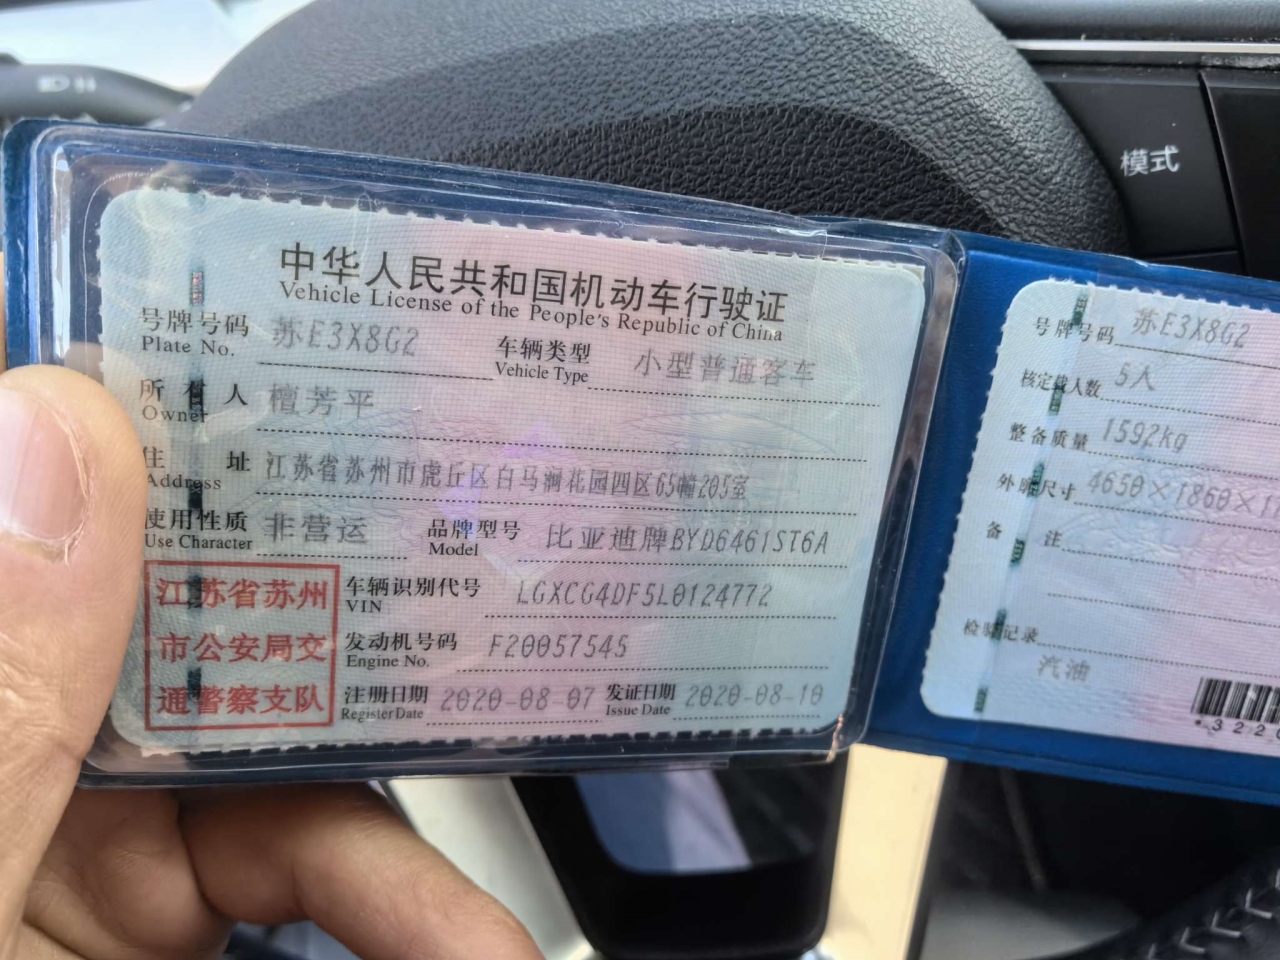 模式
中华人民共和国机动车行驶证
Vehicle License of the People's Republic of China
号牌号码 苏E3X8G2 车辆类型 小型普通客车
Plate No. Vehicle Type
所有人 檀芳平
Owner
住址 江苏省苏州市虎丘区白马涧花园四区65幢205室
Address
使用性质 非营运 品牌型号 比亚迪牌BYD6461ST6A
Use Character Model
江苏省苏州
市公安局交
通警察支队
车辆识别代号 LGXCG4DF5L0124772
VIN
发动机号码 F20057545
Engine No.
注册日期 2020-08-07 发证日期 2020-08-10
Register Date Issue Date
号牌号码 苏E3X8G2
核定载人数 5人
整备质量 1592kg
外廓尺寸 4650×1860×1
备注
检验记录
汽油
*320